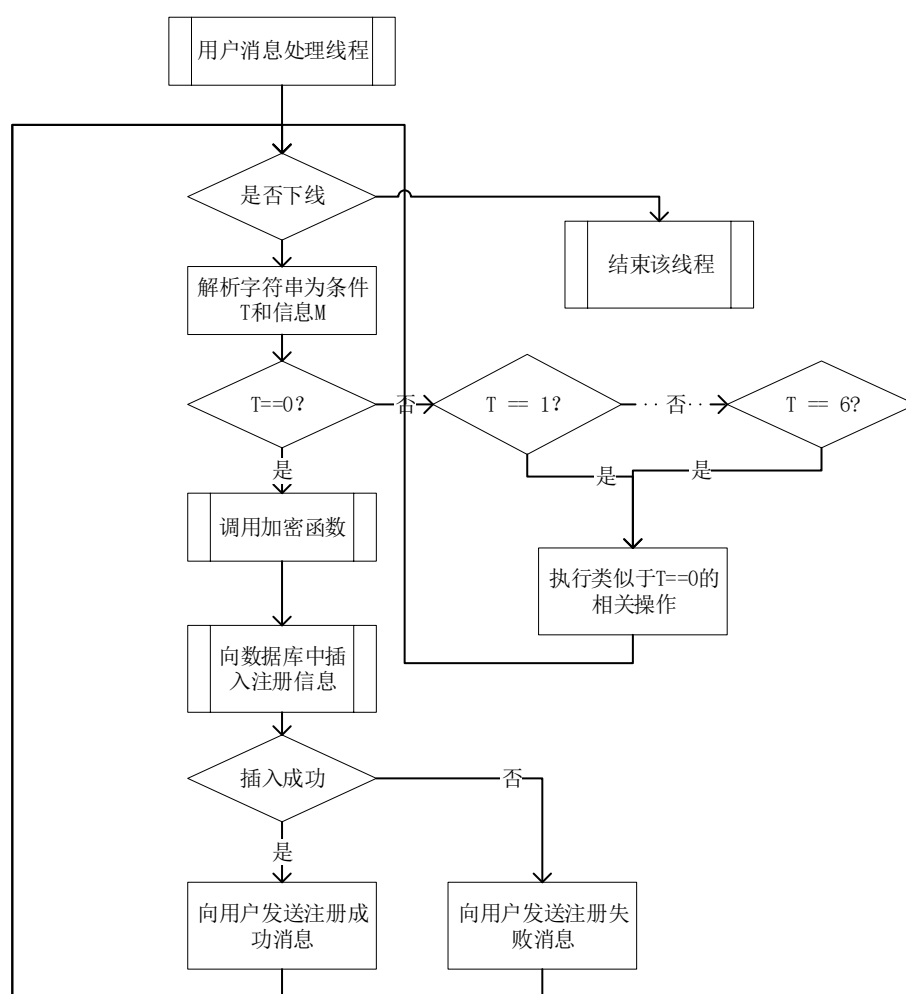 用户消息处理线程
是否下线
结束该线程
解析字符串为条件
T和信息M
T==0?
否
T == 1?
··否··
T == 6?
是
是
是
调用加密函数
执行类似于T==0的
相关操作
向数据库中插
入注册信息
插入成功
否
是
向用户发送注册成
功消息
向用户发送注册失
败消息